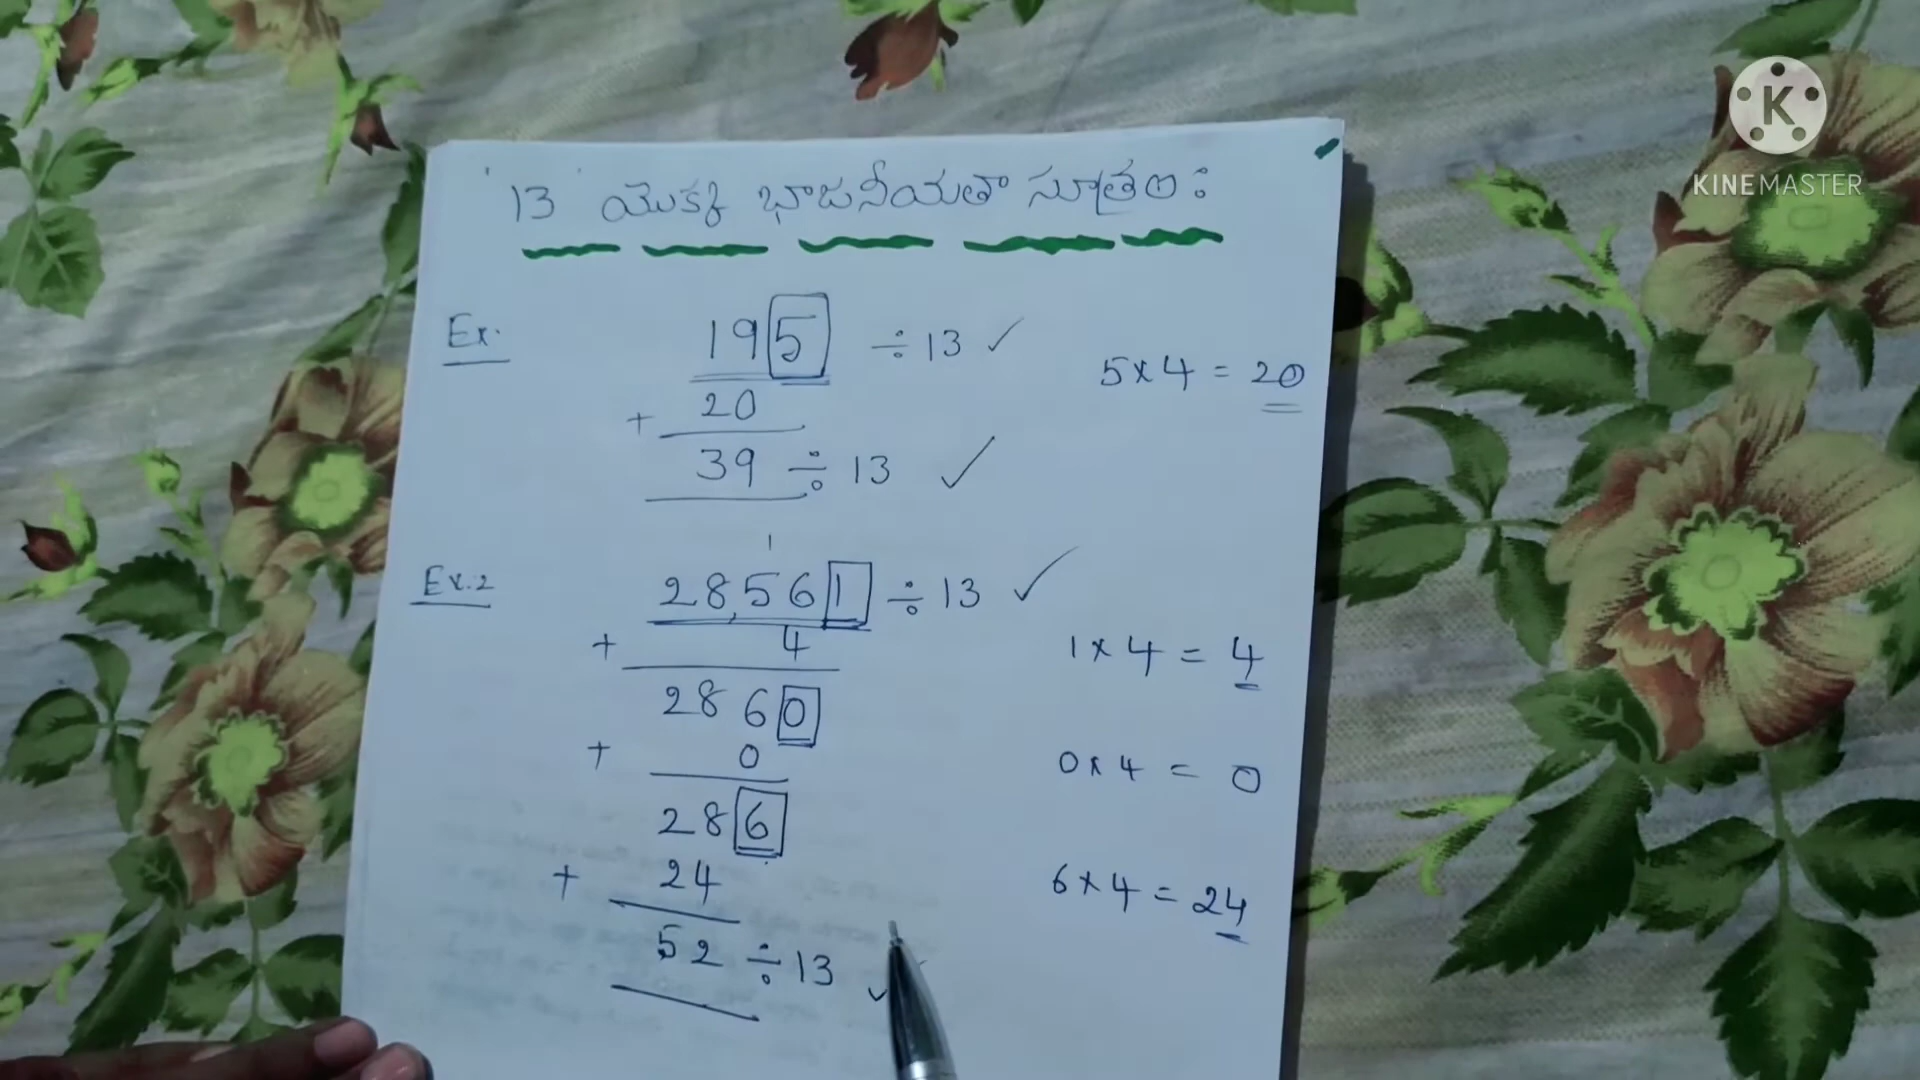 '13' యొక్క భాజనీయతా సూత్రం :
Ex. 195 ÷ 13 ✓
5 × 4 = 20
+ 20
39 ÷ 13 ✓
1
Ex.2 28,561 ÷ 13 ✓
+ 4
1 × 4 = 4
2860
+ 0
0 × 4 = 0
286
+ 24
6 × 4 = 24
52 ÷ 13 ✓
K
KINEMASTER